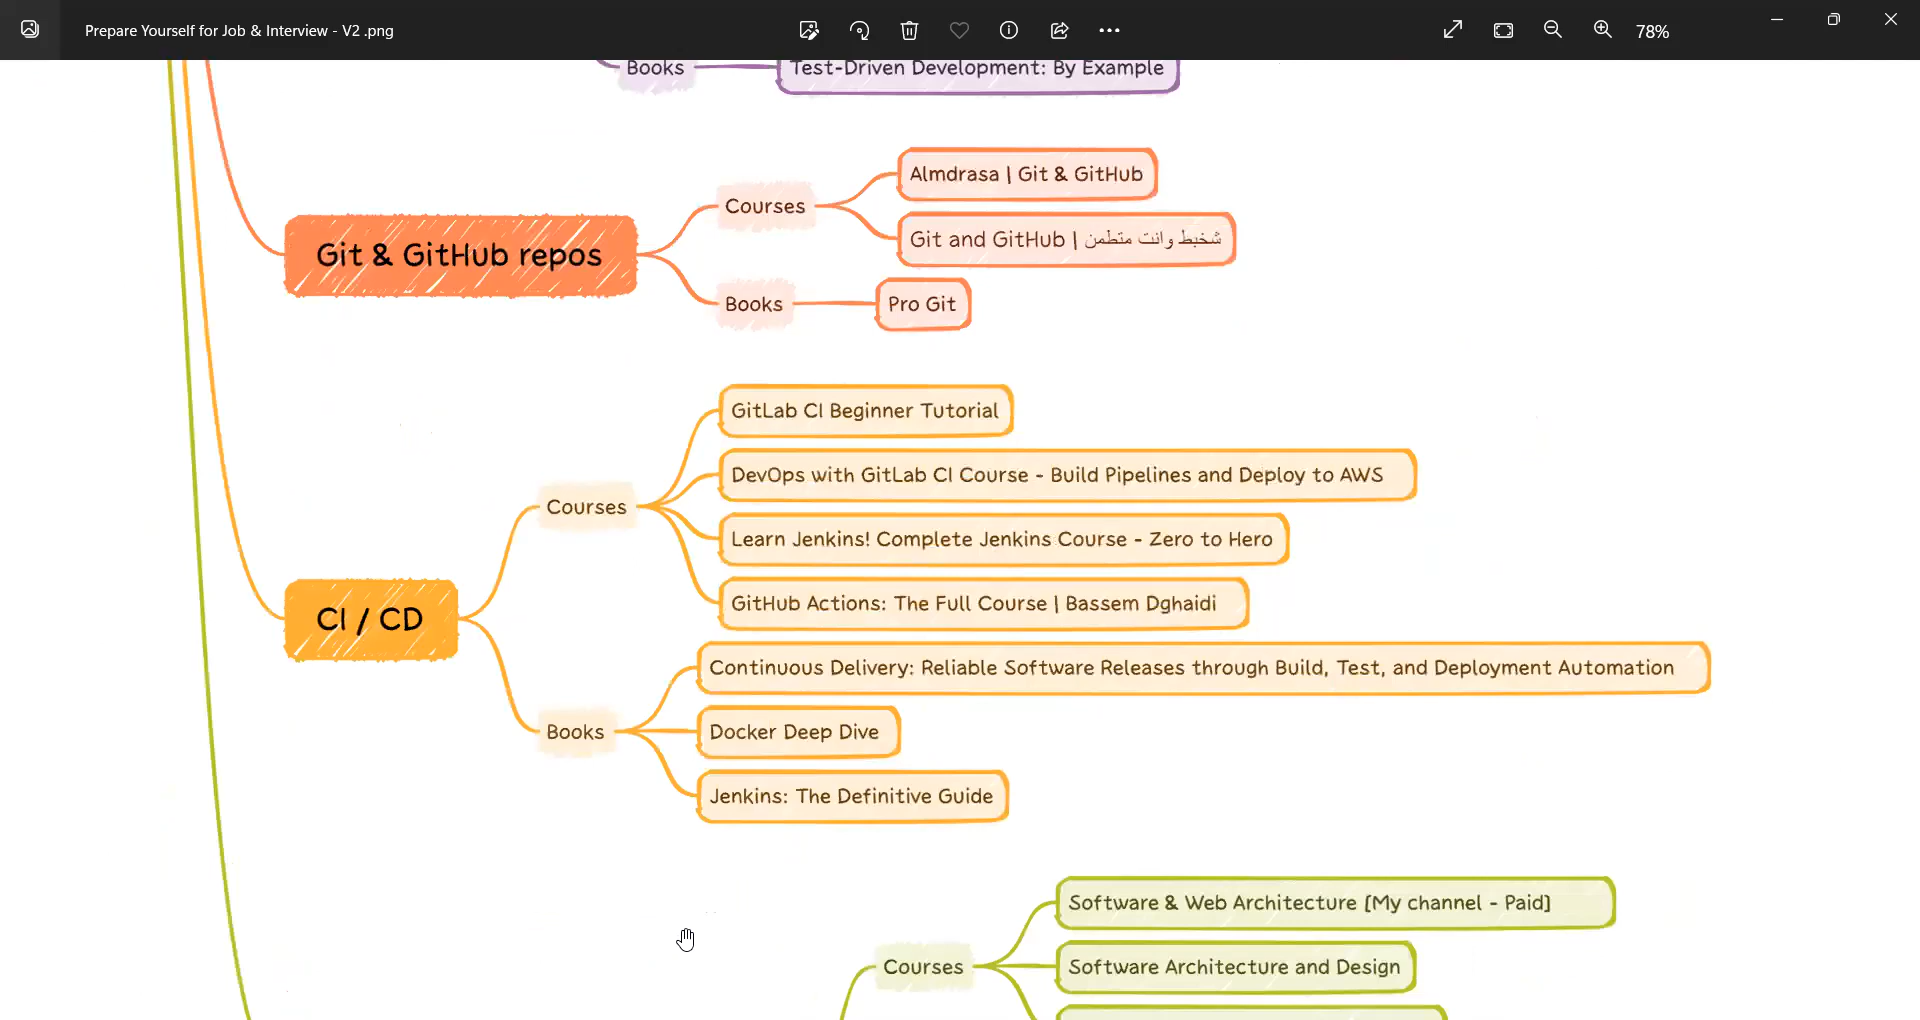 Prepare Yourself for Job & Interview - V2 .png
78%
Books
Test-Driven Development: By Example
Git & GitHub repos
Courses
Almdrasa | Git & GitHub
Git and GitHub | شخبط وانت متطمن
Books
Pro Git
CI / CD
Courses
GitLab CI Beginner Tutorial
DevOps with GitLab CI Course - Build Pipelines and Deploy to AWS
Learn Jenkins! Complete Jenkins Course - Zero to Hero
GitHub Actions: The Full Course | Bassem Dghaidi
Books
Continuous Delivery: Reliable Software Releases through Build, Test, and Deployment Automation
Docker Deep Dive
Jenkins: The Definitive Guide
Courses
Software & Web Architecture [My channel - Paid]
Software Architecture and Design